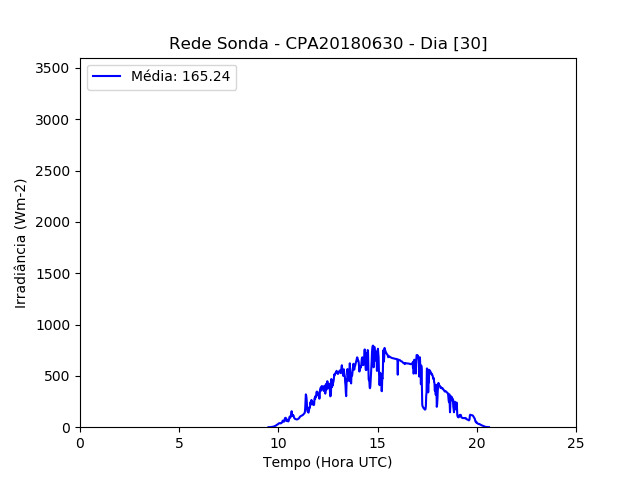 Rede Sonda - CPA20180630 - Dia [30]
Média: 165.24
3500
3000
2500
2000
1500
1000
500
0
Irradiância (Wm-2)
0 5 10 15 20 25
Tempo (Hora UTC)